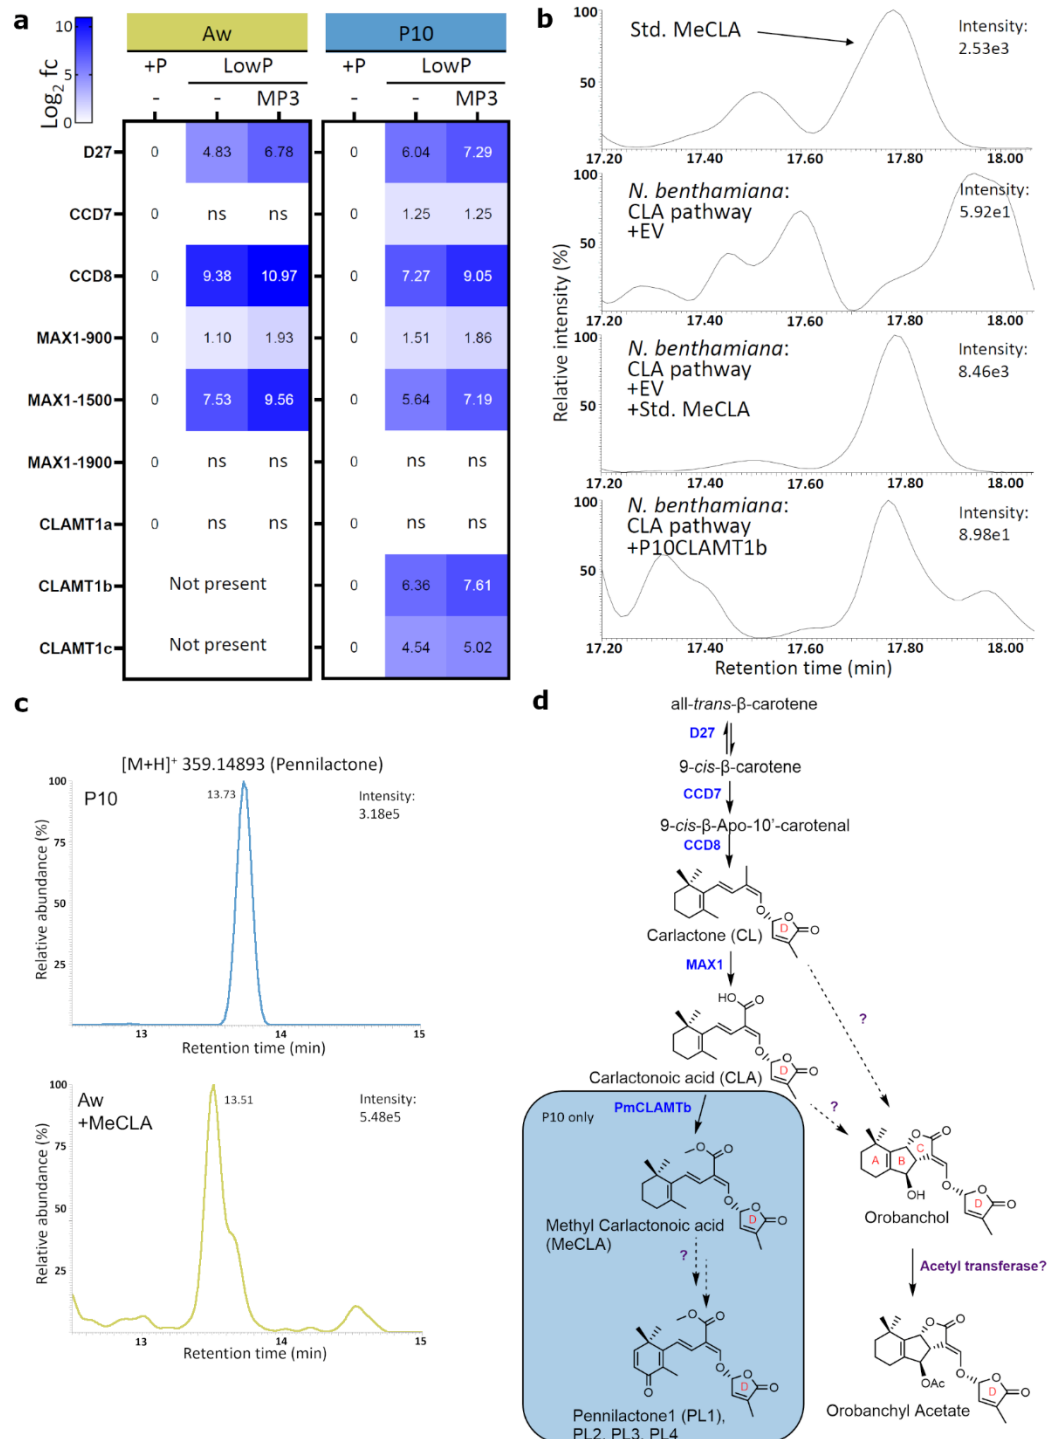 a
Log2 fc
10
5
0
Aw
P10
+P
LowP
+P
LowP
-
-
MP3
-
-
MP3
D27
0
4.83
6.78
0
6.04
7.29
CCD7
0
ns
ns
0
1.25
1.25
CCD8
0
9.38
10.97
0
7.27
9.05
MAX1-900
0
1.10
1.93
0
1.51
1.86
MAX1-1500
0
7.53
9.56
0
5.64
7.19
MAX1-1900
0
ns
ns
0
ns
ns
CLAMT1a
0
ns
ns
0
ns
ns
CLAMT1b
Not present
0
6.36
7.61
CLAMT1c
Not present
0
4.54
5.02
b
Relative intensity (%)
100
50
Std. MeCLA
Intensity:
2.53e3
17.20
17.40
17.60
17.80
18.00
100
50
N. benthamiana:
CLA pathway
+EV
Intensity:
5.92e1
17.20
17.40
17.60
17.80
18.00
100
50
N. benthamiana:
CLA pathway
+EV
+Std. MeCLA
Intensity:
8.46e3
17.20
17.40
17.60
17.80
18.00
100
50
N. benthamiana:
CLA pathway
+P10CLAMT1b
Intensity:
8.98e1
17.20
17.40
17.60
17.80
18.00
Retention time (min)
c
[M+H]+ 359.14893 (Pennilactone)
Relative abundance (%)
100
75
50
25
P10
13.73
Intensity:
3.18e5
13
14
15
Retention time (min)
Relative abundance (%)
100
75
50
25
Aw
+MeCLA
13.51
Intensity:
5.48e5
13
14
15
Retention time (min)
d
all-trans-β-carotene
D27
9-cis-β-carotene
CCD7
9-cis-β-Apo-10'-carotenal
CCD8
O
O
O
D
Carlactone (CL)
MAX1
?
HO
O
O
O
O
D
Carlactonoic acid (CLA)
P10 only
PmCLAMTb
?
O
O
O
O
O
D
Methyl Carlactonoic acid
(MeCLA)
?
O
O
O
O
O
O
D
Pennilactone1 (PL1),
PL2, PL3, PL4
O
O
A
B
C
OH
O
O
O
D
Orobanchol
Acetyl transferase?
O
O
OAc
O
O
O
D
Orobanchyl Acetate